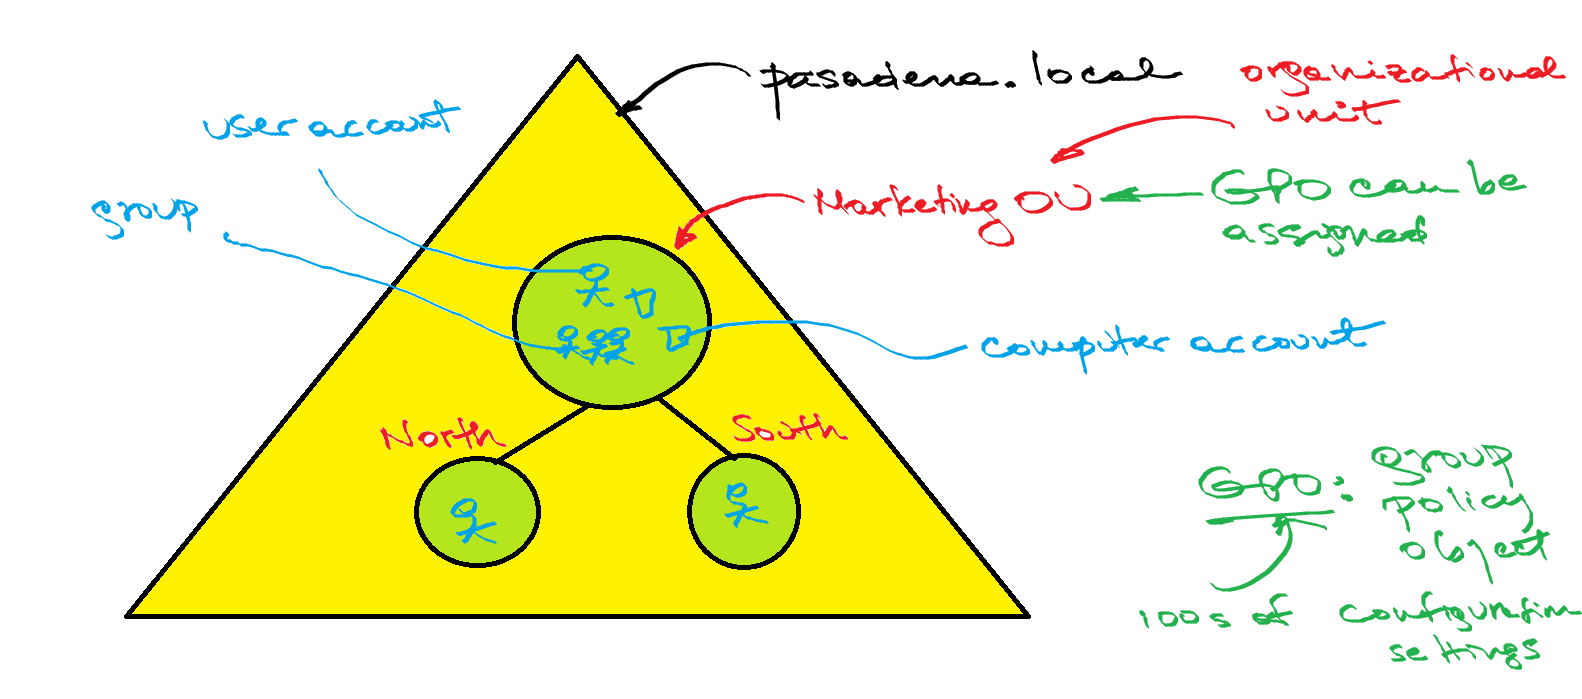 pasadena.local
organizational
unit
user account
Marketing OU
GPO can be
assigned
group
computer account
North
South
GPO: group
policy
object
100s of configuration
settings